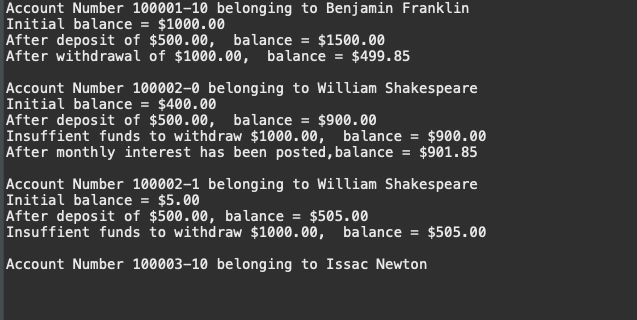 Account Number 100001-10 belonging to Benjamin Franklin
Initial balance = $1000.00
After deposit of $500.00,  balance = $1500.00
After withdrawal of $1000.00,  balance = $499.85

Account Number 100002-0 belonging to William Shakespeare
Initial balance = $400.00
After deposit of $500.00,  balance = $900.00
Insufficient funds to withdraw $1000.00,  balance = $900.00
After monthly interest has been posted,balance = $901.85

Account Number 100002-1 belonging to William Shakespeare
Initial balance = $5.00
After deposit of $500.00, balance = $505.00
Insuffient funds to withdraw $1000.00,  balance = $505.00

Account Number 100003-10 belonging to Issac Newton